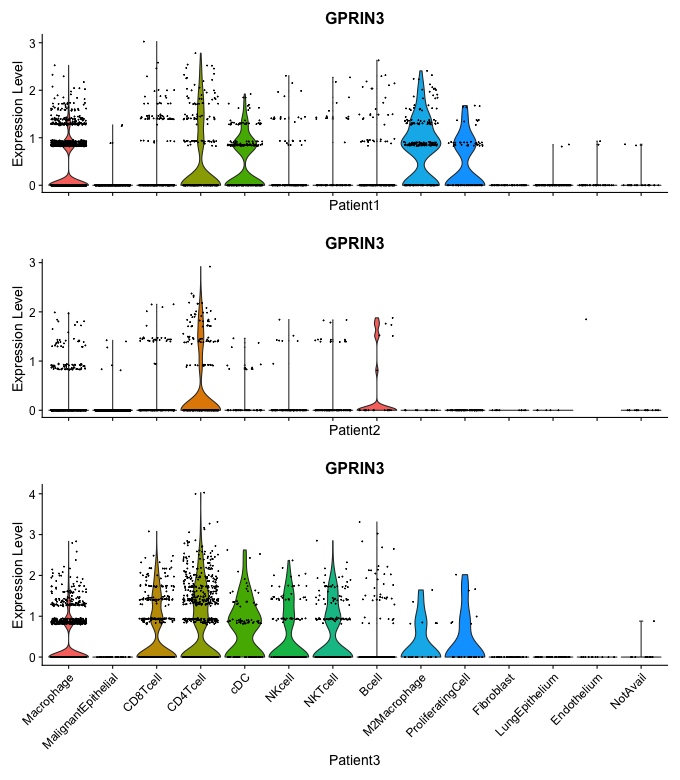 GPRIN3
Expression Level
3
2
1
0
Patient1
GPRIN3
Expression Level
3
2
1
0
Patient2
GPRIN3
Expression Level
4
3
2
1
0
Macrophage
MalignantEpithelial
CD8Tcell
CD4Tcell
cDC
NKcell
NKTcell
Bcell
M2Macrophage
ProliferatingCell
Fibroblast
LungEpithelium
Endothelium
NotAvail
Patient3